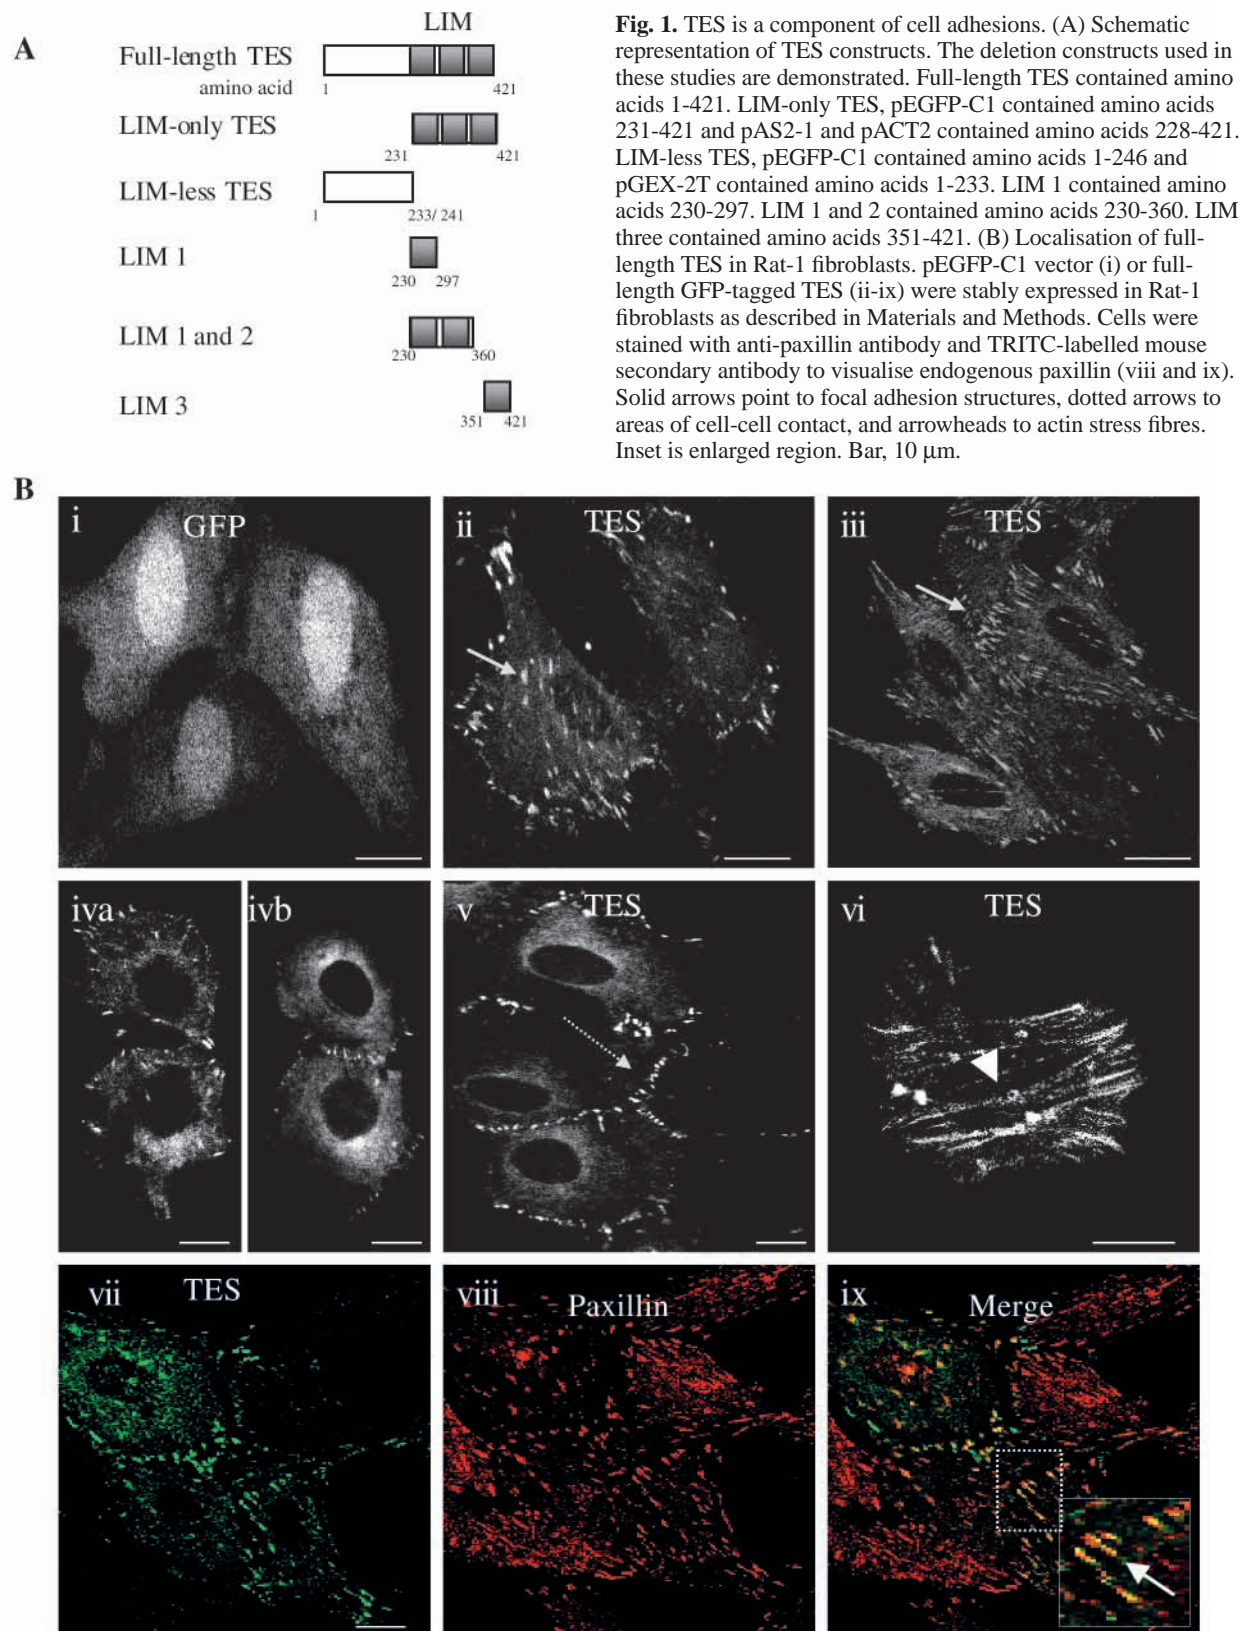 A
LIM
Full-length TES
amino acid
1
421
LIM-only TES
231
421
LIM-less TES
1
233/ 241
LIM 1
230
297
LIM 1 and 2
230
360
LIM 3
351
421
Fig. 1. TES is a component of cell adhesions. (A) Schematic
representation of TES constructs. The deletion constructs used in
these studies are demonstrated. Full-length TES contained amino
acids 1-421. LIM-only TES, pEGFP-C1 contained amino acids
231-421 and pAS2-1 and pACT2 contained amino acids 228-421.
LIM-less TES, pEGFP-C1 contained amino acids 1-246 and
pGEX-2T contained amino acids 1-233. LIM 1 contained amino
acids 230-297. LIM 1 and 2 contained amino acids 230-360. LIM
three contained amino acids 351-421. (B) Localisation of full-
length TES in Rat-1 fibroblasts. pEGFP-C1 vector (i) or full-
length GFP-tagged TES (ii-ix) were stably expressed in Rat-1
fibroblasts as described in Materials and Methods. Cells were
stained with anti-paxillin antibody and TRITC-labelled mouse
secondary antibody to visualise endogenous paxillin (viii and ix).
Solid arrows point to focal adhesion structures, dotted arrows to
areas of cell-cell contact, and arrowheads to actin stress fibres.
Inset is enlarged region. Bar, 10 μm.
B
i
GFP
ii
TES
iii
TES
iva
ivb
v
TES
vi
TES
vii
TES
viii
Paxillin
ix
Merge